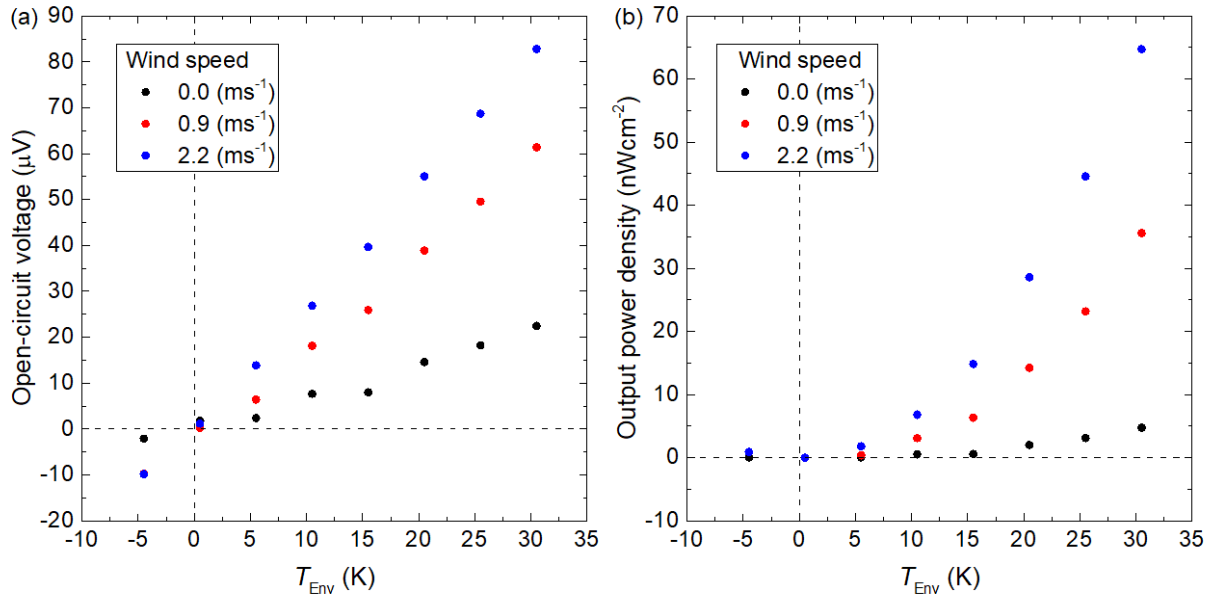 (a)
Open-circuit voltage (μV)
90
80
70
60
50
40
30
20
10
0
-10
-20
Wind speed
0.0 (ms⁻¹)
0.9 (ms⁻¹)
2.2 (ms⁻¹)
-10 -5 0 5 10 15 20 25 30 35
T_Env (K)
(b)
Output power density (nWcm⁻²)
70
60
50
40
30
20
10
0
-10
Wind speed
0.0 (ms⁻¹)
0.9 (ms⁻¹)
2.2 (ms⁻¹)
-10 -5 0 5 10 15 20 25 30 35
T_Env (K)